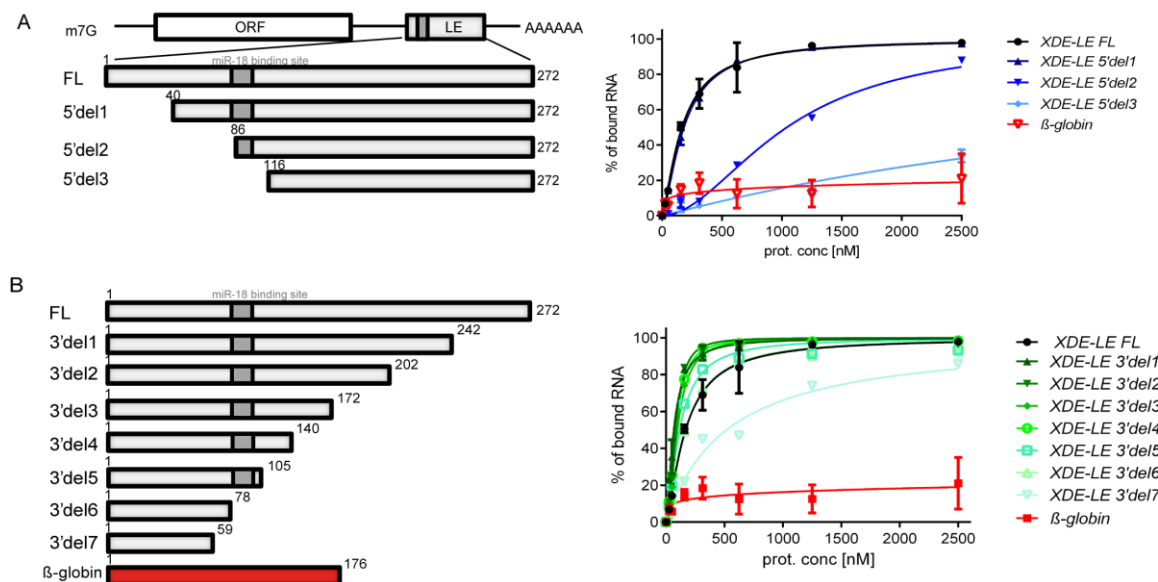 A
m7G
ORF
LE
AAAAAA
1
miR-18 binding site
FL
272
40
5'del1
272
86
5'del2
272
116
5'del3
272
% of bound RNA
100
80
60
40
20
0
0
500
1000
1500
2000
2500
prot. conc [nM]
XDE-LE FL
XDE-LE 5'del1
XDE-LE 5'del2
XDE-LE 5'del3
ß-globin
B
1
miR-18 binding site
FL
272
1
242
3'del1
1
202
3'del2
1
172
3'del3
1
140
3'del4
1
105
3'del5
1
78
3'del6
1
59
3'del7
1
ß-globin
176
% of bound RNA
100
80
60
40
20
0
0
500
1000
1500
2000
2500
prot. conc [nM]
XDE-LE FL
XDE-LE 3'del1
XDE-LE 3'del2
XDE-LE 3'del3
XDE-LE 3'del4
XDE-LE 3'del5
XDE-LE 3'del6
XDE-LE 3'del7
ß-globin